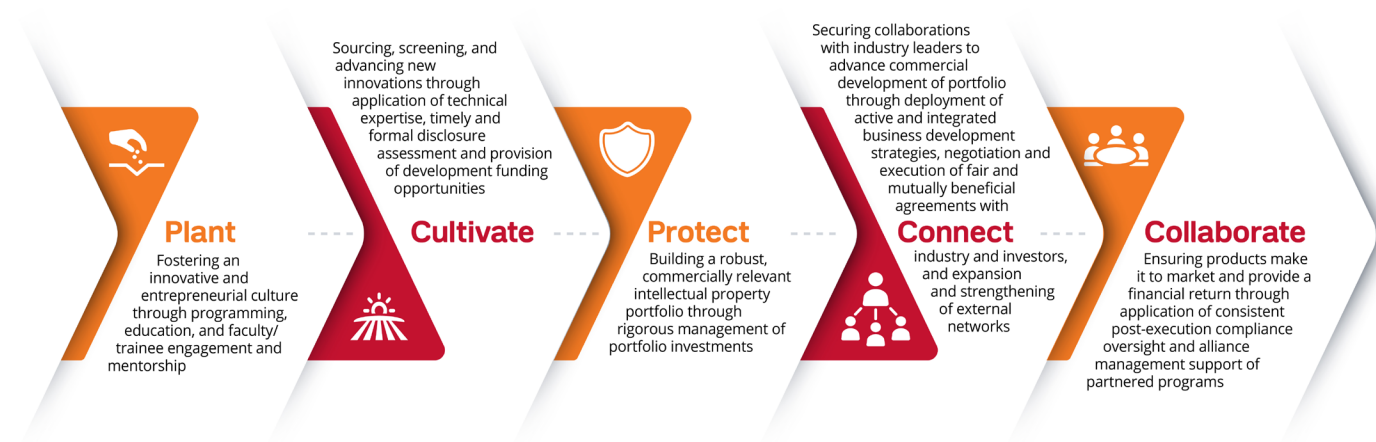 Plant
Fostering an
innovative and
entrepreneurial culture
through programming,
education, and faculty/
trainee engagement and
mentorship
Sourcing, screening, and
advancing new
innovations through
application of technical
expertise, timely and
formal disclosure
assessment and provision
of development funding
opportunities
Cultivate
Protect
Building a robust,
commercially relevant
intellectual property
portfolio through
rigorous management of
portfolio investments
Securing collaborations
with industry leaders to
advance commercial
development of portfolio
through deployment of
active and integrated
business development
strategies, negotiation and
execution of fair and
mutually beneficial
agreements with
Connect
industry and investors,
and expansion
and strengthening
of external
networks
Collaborate
Ensuring products make
it to market and provide a
financial return through
application of consistent
post-execution compliance
oversight and alliance
management support of
partnered programs